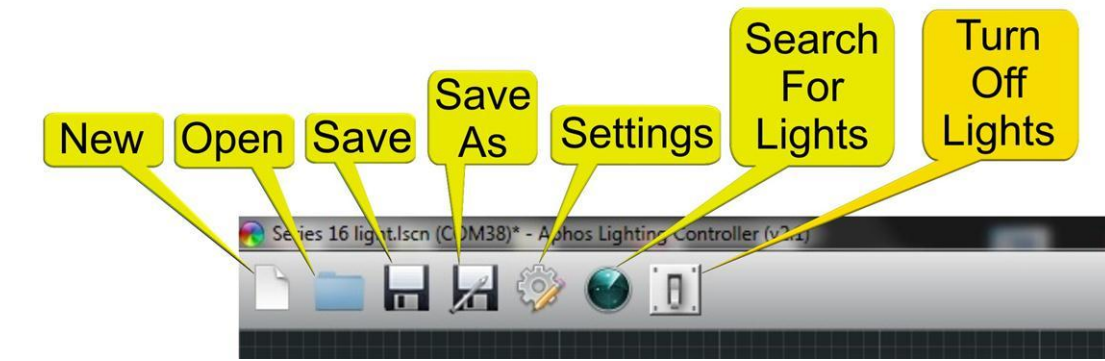 Search
For
Lights
Turn
Off
Lights
Save
As
New
Open
Save
Settings
Series 16 light.lscn (COM38)* - Aphos Lighting Controller (v2.1)